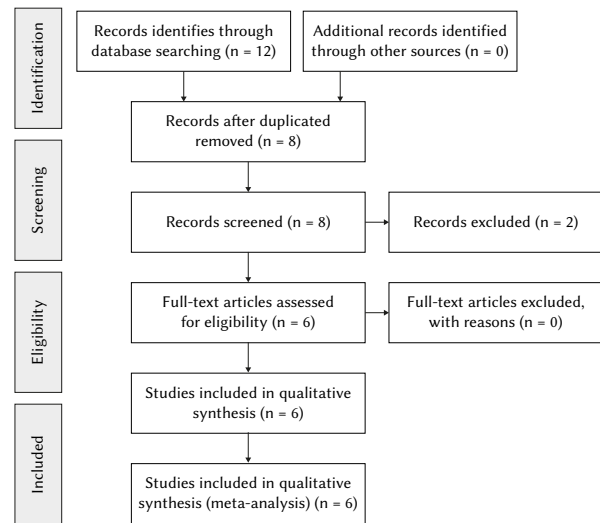 Identification
Records identifies through
database searching (n = 12)
Additional records identified
through other sources (n = 0)
Records after duplicated
removed (n = 8)
Screening
Records screened (n = 8)
Records excluded (n = 2)
Eligibility
Full-text articles assessed
for eligibility (n = 6)
Full-text articles excluded,
with reasons (n = 0)
Studies included in qualitative
synthesis (n = 6)
Included
Studies included in qualitative
synthesis (meta-analysis) (n = 6)